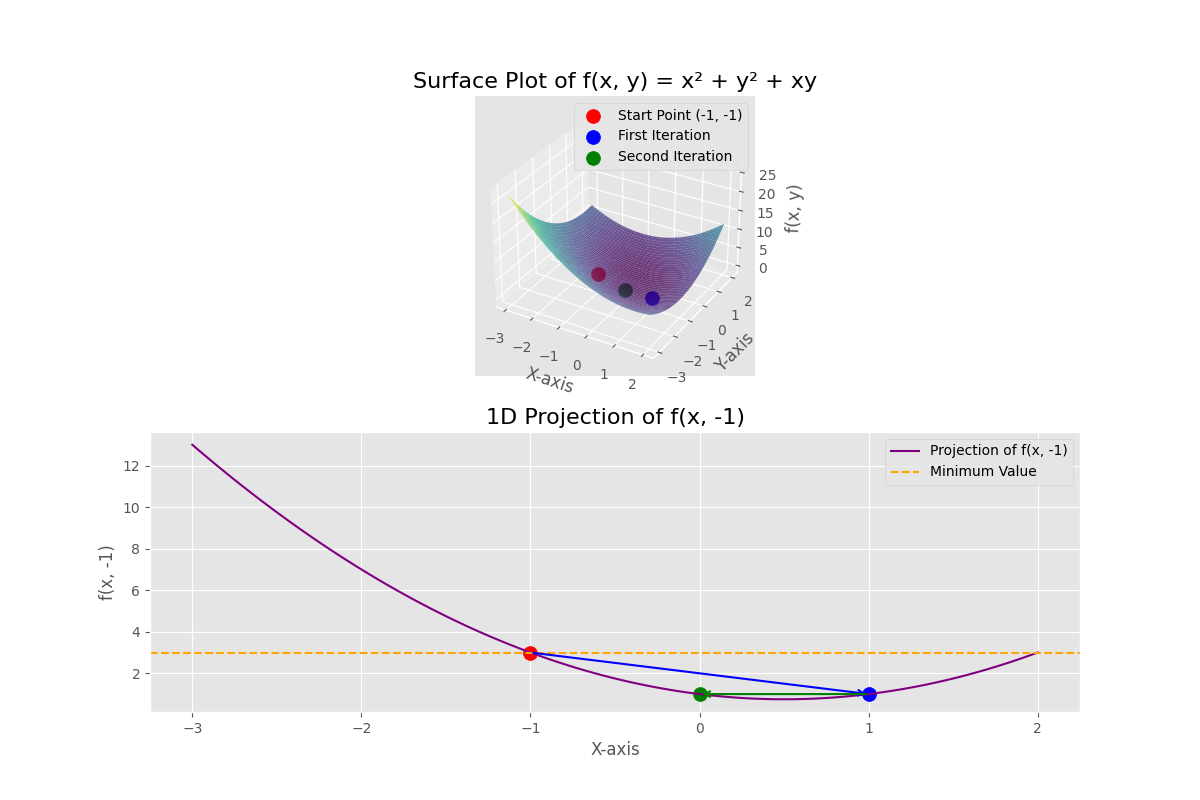 Surface Plot of f(x, y) = x² + y² + xy
Start Point (-1, -1)
First Iteration
Second Iteration
25
20
15
10
5
0
f(x, y)
−3
−2
−1
0
1
2
X-axis
−3
−2
−1
0
1
2
Y-axis
1D Projection of f(x, -1)
Projection of f(x, -1)
Minimum Value
12
10
8
6
4
2
f(x, -1)
−3
−2
−1
0
1
2
X-axis